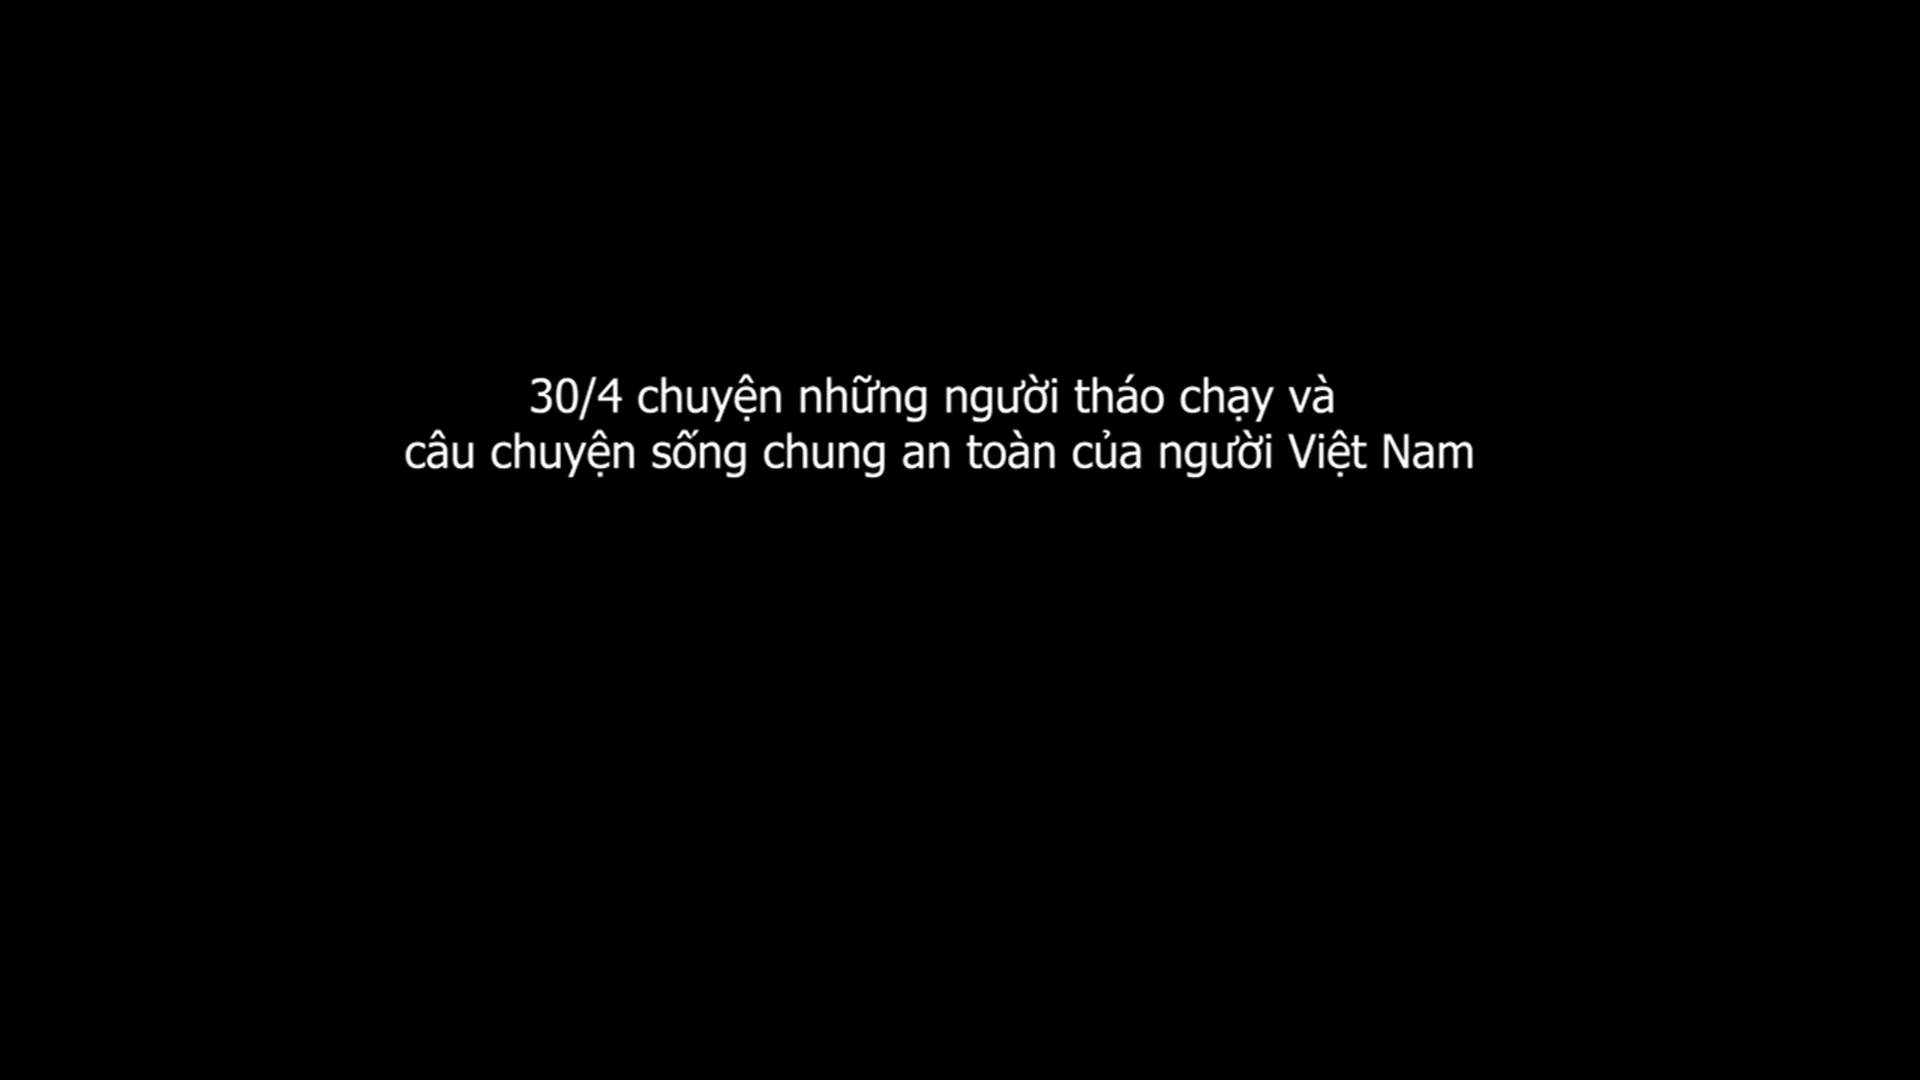 30/4 chuyện những người tháo chạy và
câu chuyện sống chung an toàn của người Việt Nam